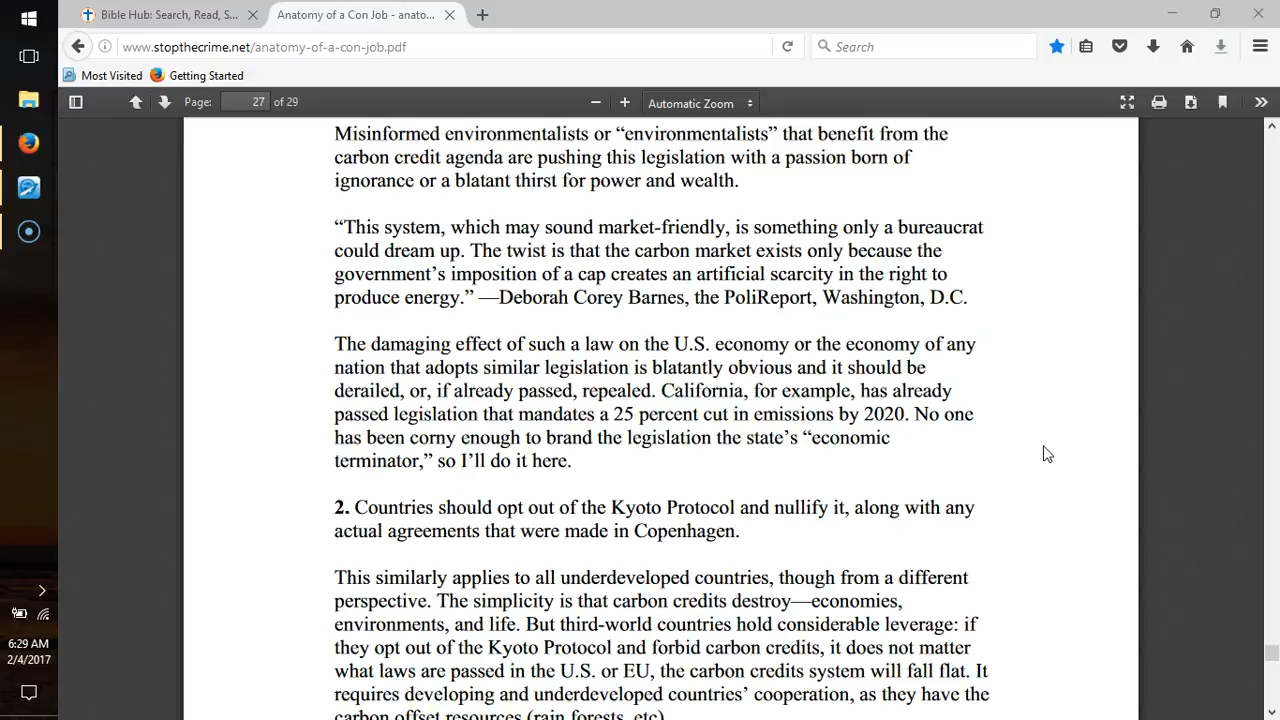 Bible Hub: Search, Read, S...
Anatomy of a Con Job - anato...
www.stopthecrime.net/anatomy-of-a-con-job.pdf
Search
Most Visited
Getting Started
Page: 27 of 29
Automatic Zoom
Misinformed environmentalists or “environmentalists” that benefit from the
carbon credit agenda are pushing this legislation with a passion born of
ignorance or a blatant thirst for power and wealth.
“This system, which may sound market-friendly, is something only a bureaucrat
could dream up. The twist is that the carbon market exists only because the
government’s imposition of a cap creates an artificial scarcity in the right to
produce energy.” —Deborah Corey Barnes, the PoliReport, Washington, D.C.
The damaging effect of such a law on the U.S. economy or the economy of any
nation that adopts similar legislation is blatantly obvious and it should be
derailed, or, if already passed, repealed. California, for example, has already
passed legislation that mandates a 25 percent cut in emissions by 2020. No one
has been corny enough to brand the legislation the state’s “economic
terminator,” so I’ll do it here.
2. Countries should opt out of the Kyoto Protocol and nullify it, along with any
actual agreements that were made in Copenhagen.
This similarly applies to all underdeveloped countries, though from a different
perspective. The simplicity is that carbon credits destroy—economies,
environments, and life. But third-world countries hold considerable leverage: if
they opt out of the Kyoto Protocol and forbid carbon credits, it does not matter
what laws are passed in the U.S. or EU, the carbon credits system will fall flat. It
requires developing and underdeveloped countries’ cooperation, as they have the
carbon offset resources (rain forests, etc)
6:29 AM
2/4/2017